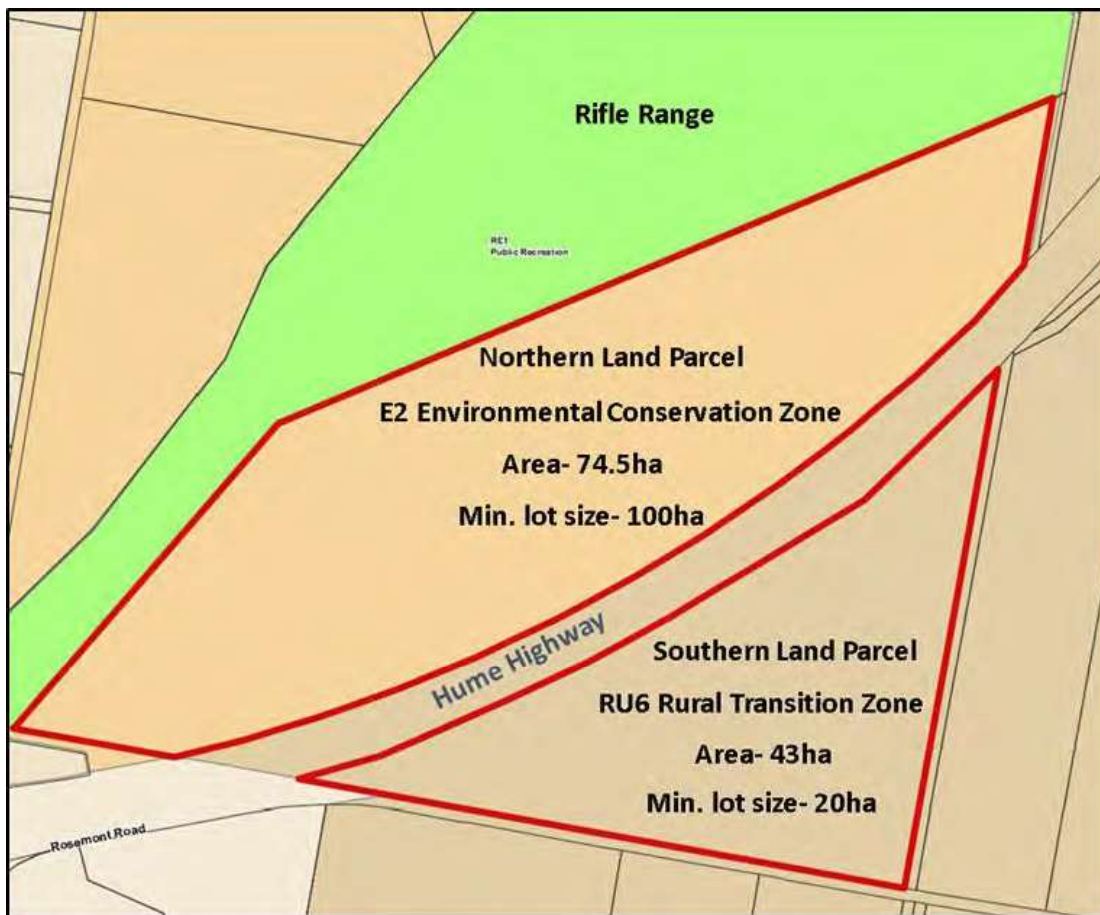 Rifle Range
RE1
Public Recreation
Northern Land Parcel
E2 Environmental Conservation Zone
Area- 74.5ha
Min. lot size- 100ha
Hume Highway
Southern Land Parcel
RU6 Rural Transition Zone
Area- 43ha
Min. lot size- 20ha
Rosemont Road